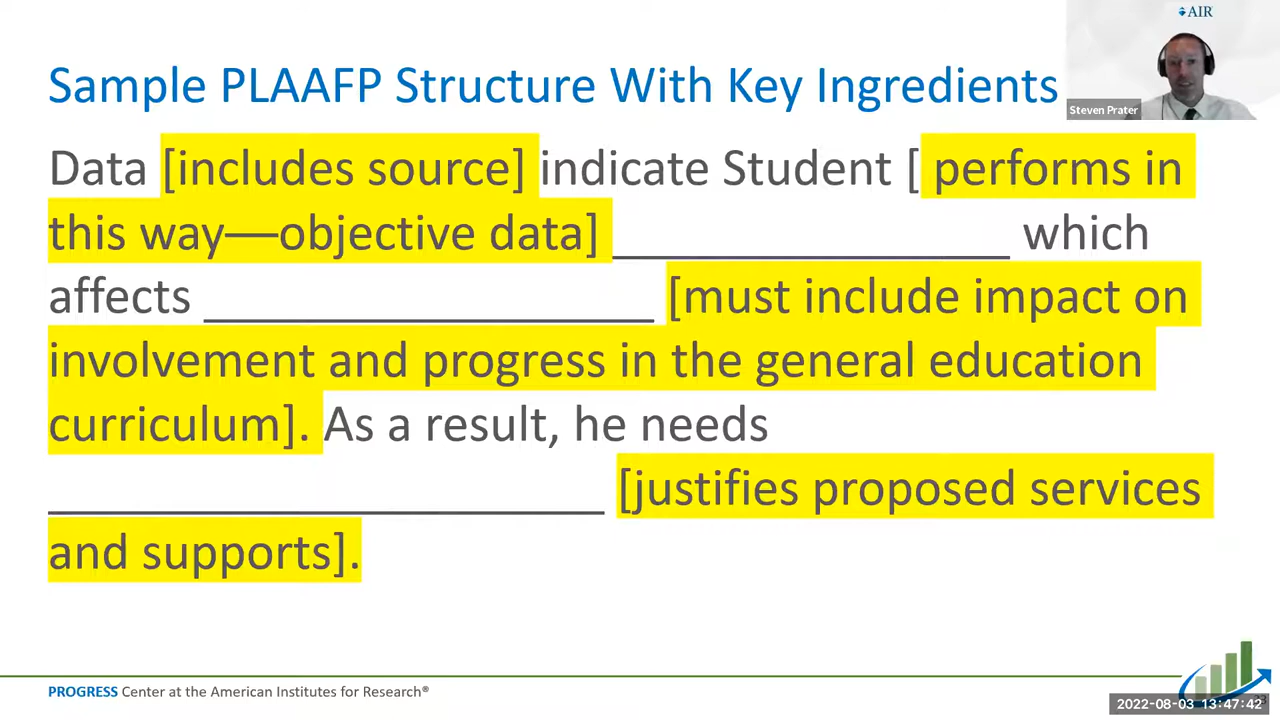 AIR
Steven Prater
Sample PLAAFP Structure With Key Ingredients
Data [includes source] indicate Student [ performs in
this way—objective data] _______________ which
affects _________________ [must include impact on
involvement and progress in the general education
curriculum]. As a result, he needs
_____________________ [justifies proposed services
and supports].
PROGRESS Center at the American Institutes for Research®
2022-08-03 13:47:42